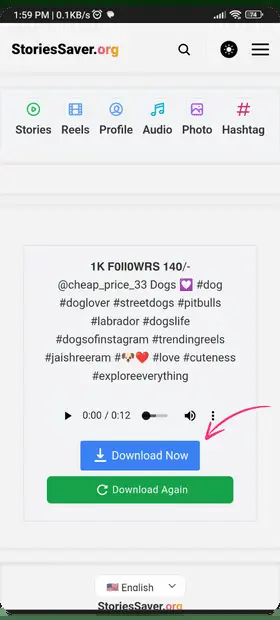 1:59 PM | 0.1KB/s
74
StoriesSaver.org
Stories Reels Profile Audio Photo Hashtag
1K F0ll0WRS 140/-
@cheap_price_33 Dogs 💟 #dog
#doglover #streetdogs #pitbulls
#labrador #dogslife
#dogsofinstagram #trendingreels
#jaishreeram #🐶❤️ #love #cuteness
#exploreeverything
0:00 / 0:12
Download Now
Download Again
🇺🇸 English
StoriesSaver.org